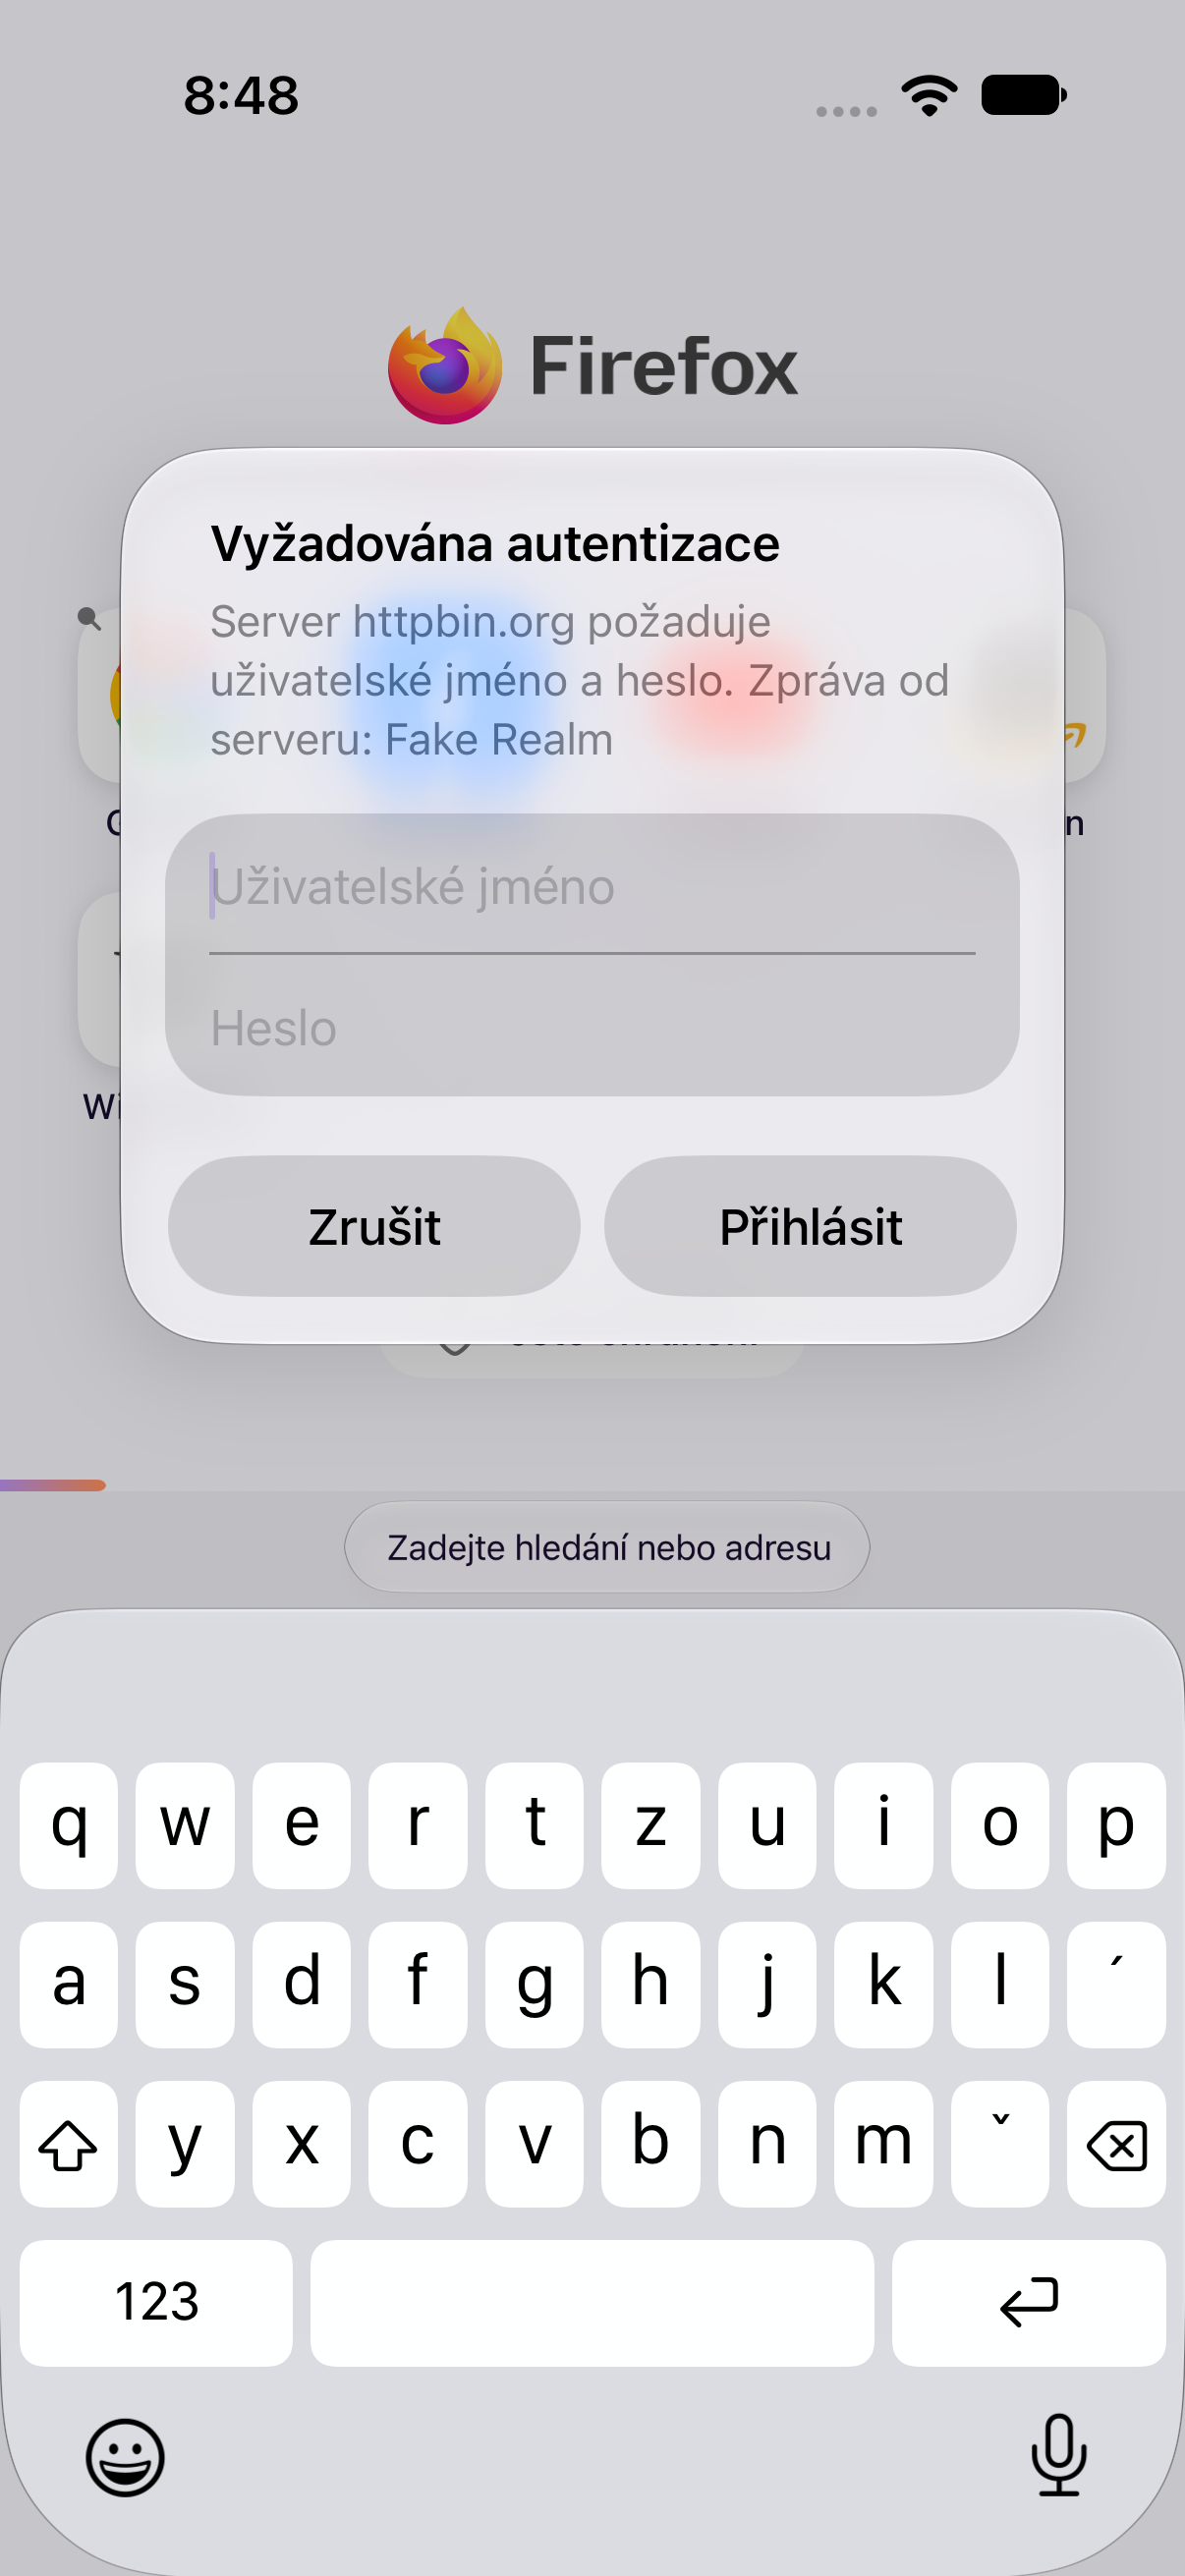 8:48
Firefox
Vyžadována autentizace
Server httpbin.org požaduje
uživatelské jméno a heslo. Zpráva od
serveru: Fake Realm
Uživatelské jméno
Heslo
Zrušit
Přihlásit
Zadejte hledání nebo adresu
q w e r t z u i o p
a s d f g h j k l ´
y x c v b n m ˇ
123